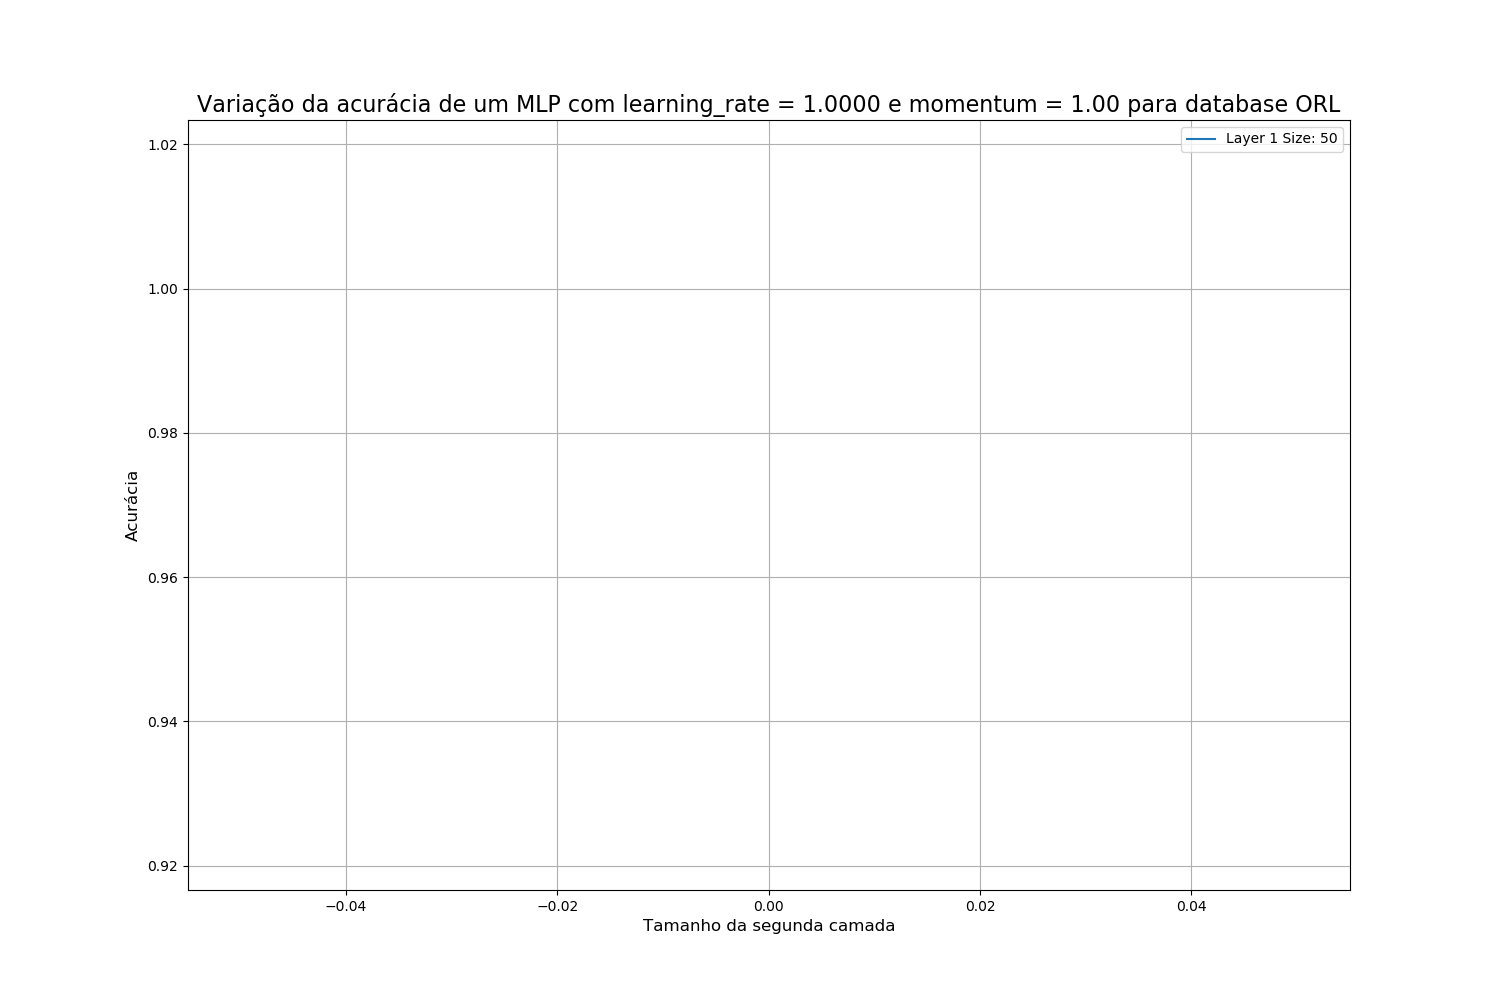 Variação da acurácia de um MLP com learning_rate = 1.0000 e momentum = 1.00 para database ORL
Layer 1 Size: 50
1.02
1.00
0.98
0.96
0.94
0.92
Acurácia
−0.04
−0.02
0.00
0.02
0.04
Tamanho da segunda camada